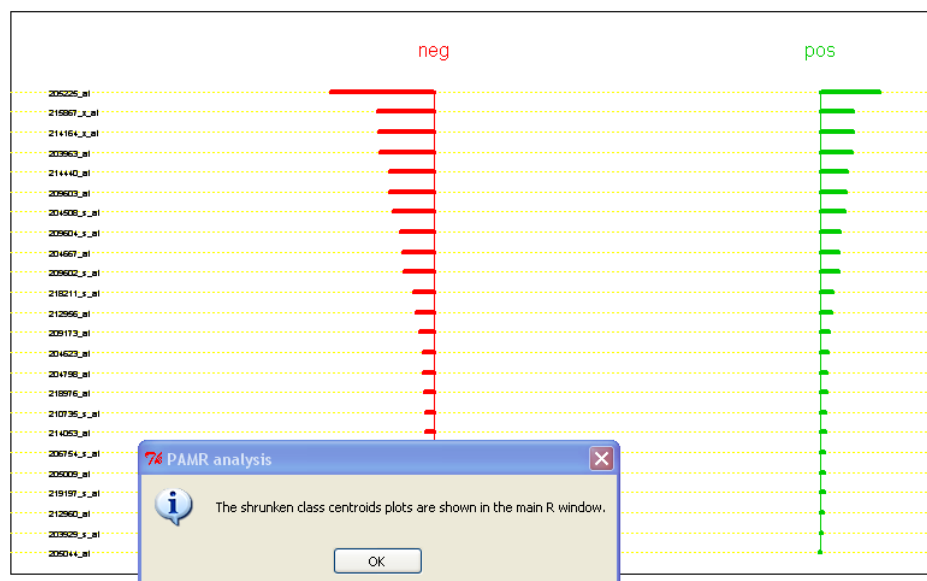 neg pos
205225_at
215867_x_at
214164_x_at
203963_at
214440_at
209603_at
204508_s_at
209604_s_at
204667_at
209602_s_at
218211_s_at
212956_at
209173_at
204623_at
204798_at
218976_at
210735_s_at
214053_at
206754_s_at
205009_at
219197_s_at
212960_at
203929_s_at
205044_at
PAMR analysis
The shrunken class centroids plots are shown in the main R window.
OK